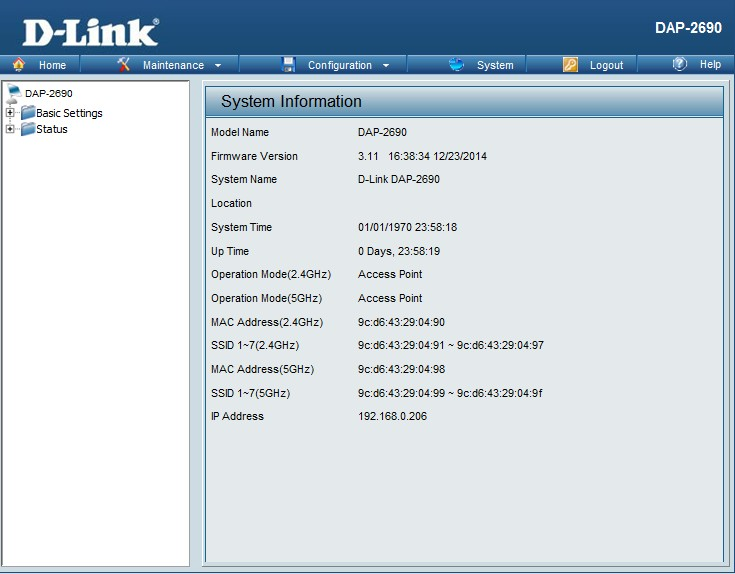 D-Link®
DAP-2690
Home Maintenance Configuration System Logout Help
DAP-2690
Basic Settings
Status
System Information
Model Name DAP-2690
Firmware Version 3.11 16:38:34 12/23/2014
System Name D-Link DAP-2690
Location
System Time 01/01/1970 23:58:18
Up Time 0 Days, 23:58:19
Operation Mode(2.4GHz) Access Point
Operation Mode(5GHz) Access Point
MAC Address(2.4GHz) 9c:d6:43:29:04:90
SSID 1~7(2.4GHz) 9c:d6:43:29:04:91 ~ 9c:d6:43:29:04:97
MAC Address(5GHz) 9c:d6:43:29:04:98
SSID 1~7(5GHz) 9c:d6:43:29:04:99 ~ 9c:d6:43:29:04:9f
IP Address 192.168.0.206